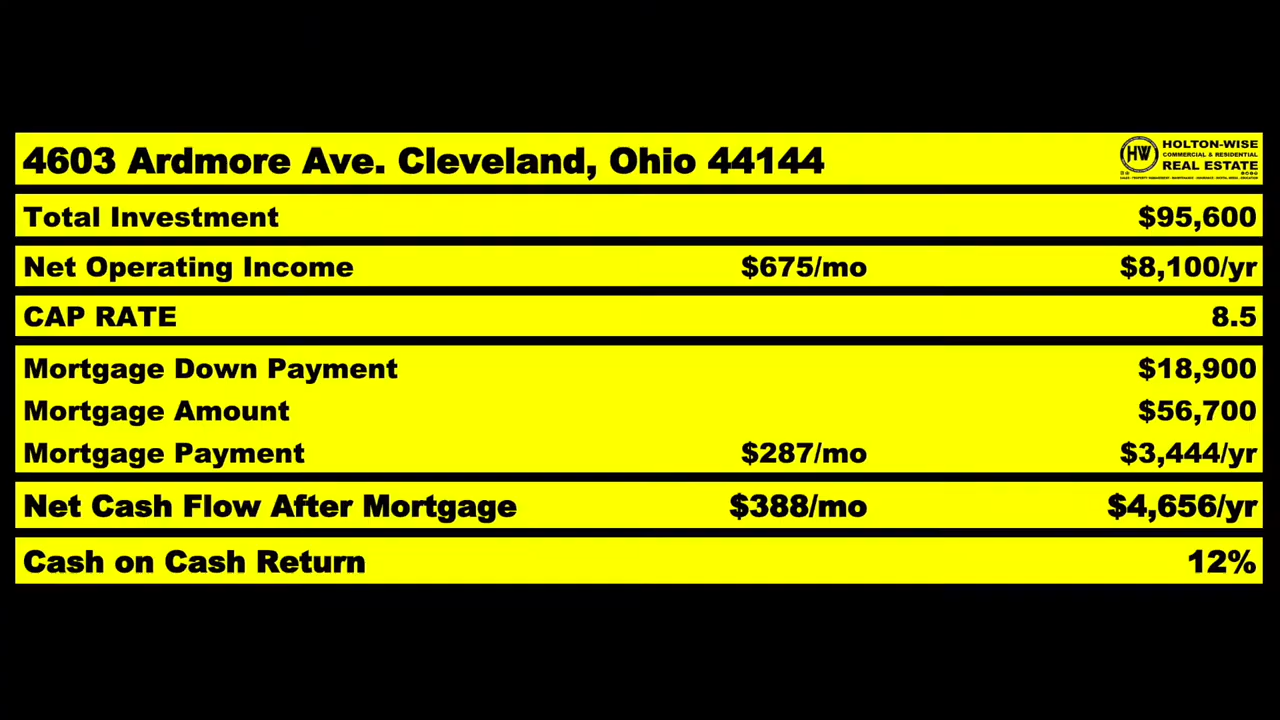 4603 Ardmore Ave. Cleveland, Ohio 44144
HW HOLTON-WISE
COMMERCIAL & RESIDENTIAL
REAL ESTATE
Total Investment $95,600
Net Operating Income $675/mo $8,100/yr
CAP RATE 8.5
Mortgage Down Payment $18,900
Mortgage Amount $56,700
Mortgage Payment $287/mo $3,444/yr
Net Cash Flow After Mortgage $388/mo $4,656/yr
Cash on Cash Return 12%